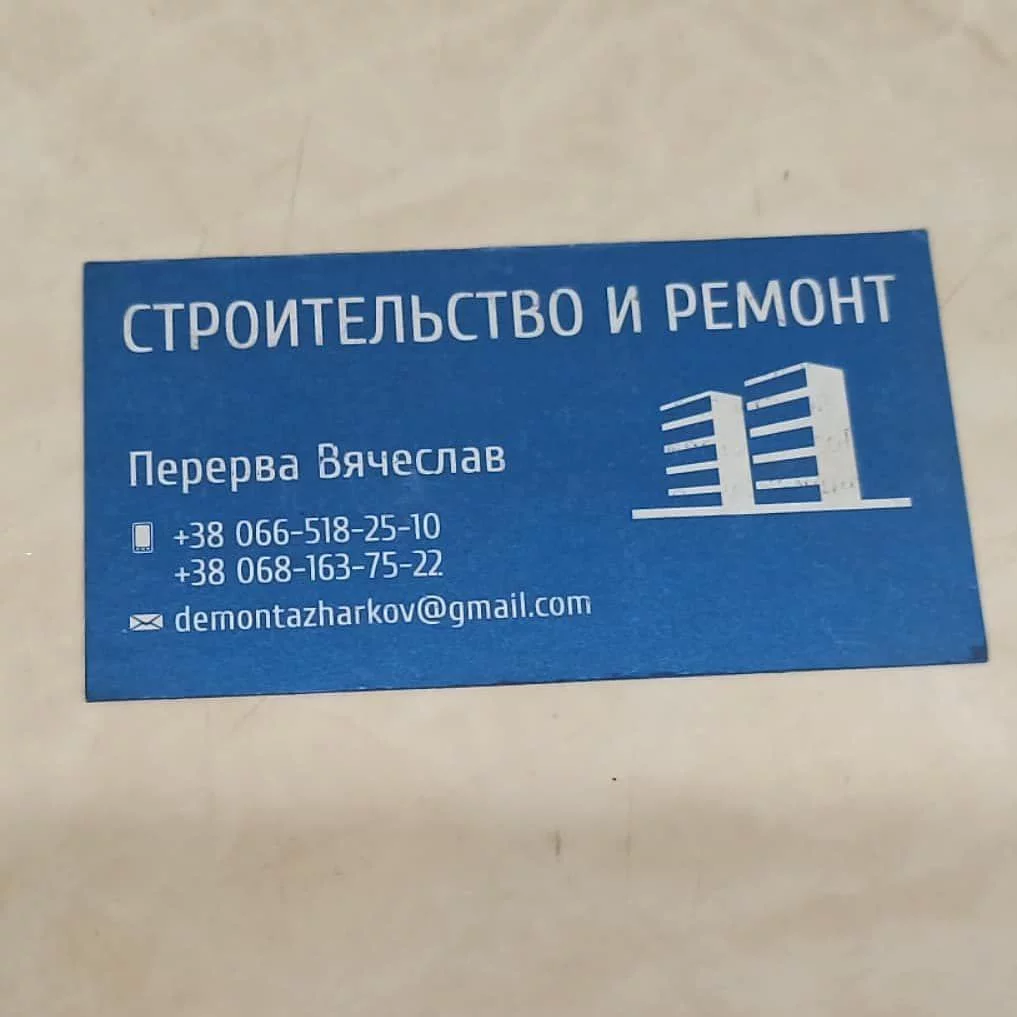 СТРОИТЕЛЬСТВО И РЕМОНТ
Перерва Вячеслав
+38 066-518-25-10
+38 068-163-75-22
demontazharkov@gmail.com